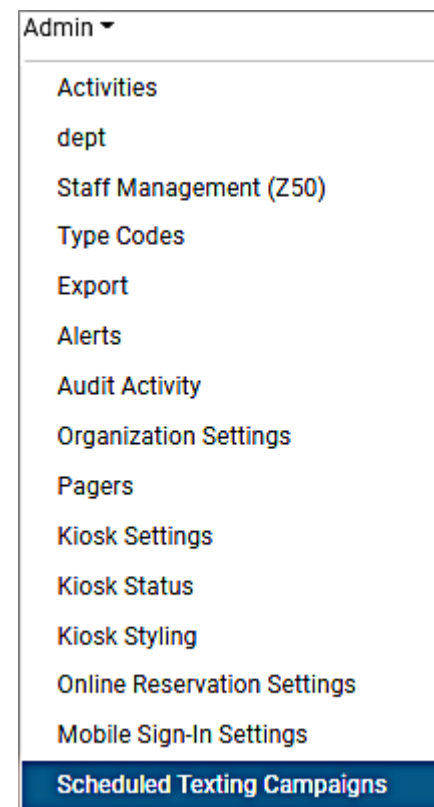 Admin
Activities
dept
Staff Management (Z50)
Type Codes
Export
Alerts
Audit Activity
Organization Settings
Pagers
Kiosk Settings
Kiosk Status
Kiosk Styling
Online Reservation Settings
Mobile Sign-In Settings
Scheduled Texting Campaigns